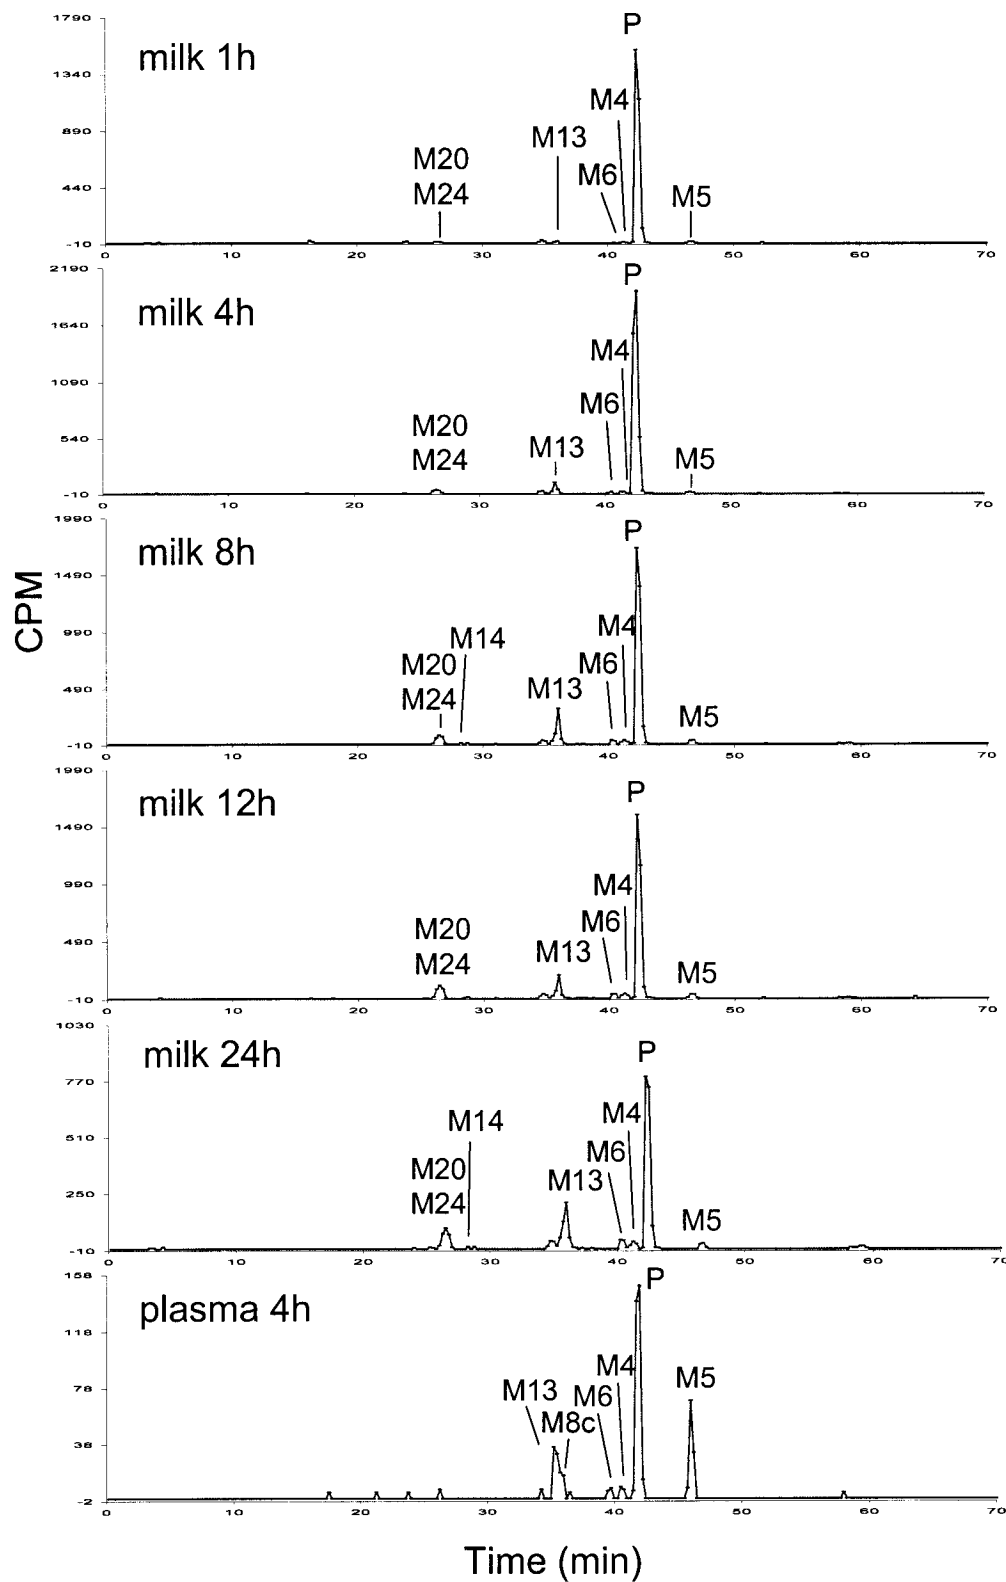 1790
P
milk 1h
1340
M4
890
M13
M20
M6
M24
M5
440
-10
0 10 20 30 40 50 60 70
2190
P
milk 4h
1640
M4
1090
M6
M20
M13
540
M24
M5
-10
0 10 20 30 40 50 60 70
1990
P
milk 8h
1490
CPM
M4
990
M14
M20
M6
490
M24
M13
M5
-10
0 10 20 30 40 50 60 70
1990
P
milk 12h
1490
M4
990
M6
M20
490
M13
M24
M5
-10
0 10 20 30 40 50 60 70
1030
P
milk 24h
770
M4
M14
510
M6
M20
M13
250
M24
M5
-10
0 10 20 30 40 50 60 70
158
P
plasma 4h
118
M4
M5
78
M13
M6
M8c
38
-2
0 10 20 30 40 50 60 70
Time (min)